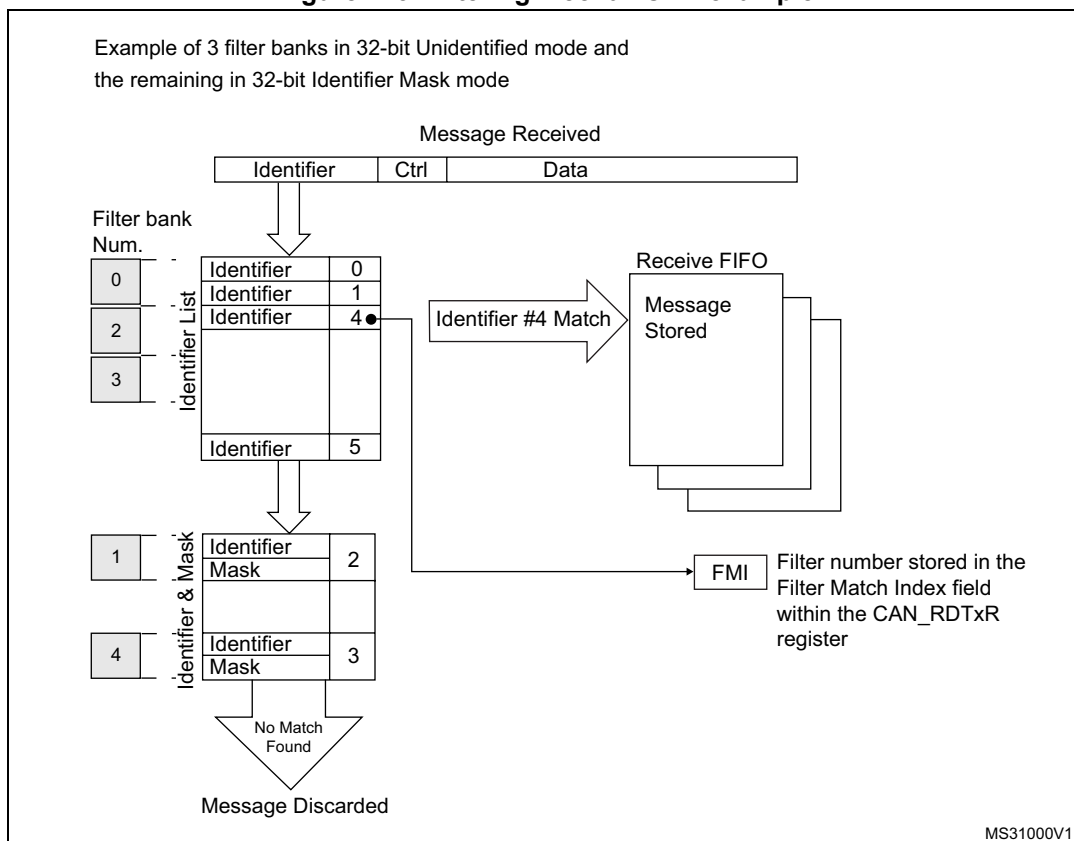 Example of 3 filter banks in 32-bit Unidentified mode and
the remaining in 32-bit Identifier Mask mode
Message Received
Identifier Ctrl Data
Filter bank
Num.
0
2
3
Identifier List
Identifier 0
Identifier 1
Identifier 4
Identifier 5
Identifier #4 Match
Receive FIFO
Message
Stored
1
4
Identifier & Mask
Identifier
Mask
2
Identifier
Mask
3
FMI
Filter number stored in the
Filter Match Index field
within the CAN_RDTxR
register
No Match
Found
Message Discarded
MS31000V1